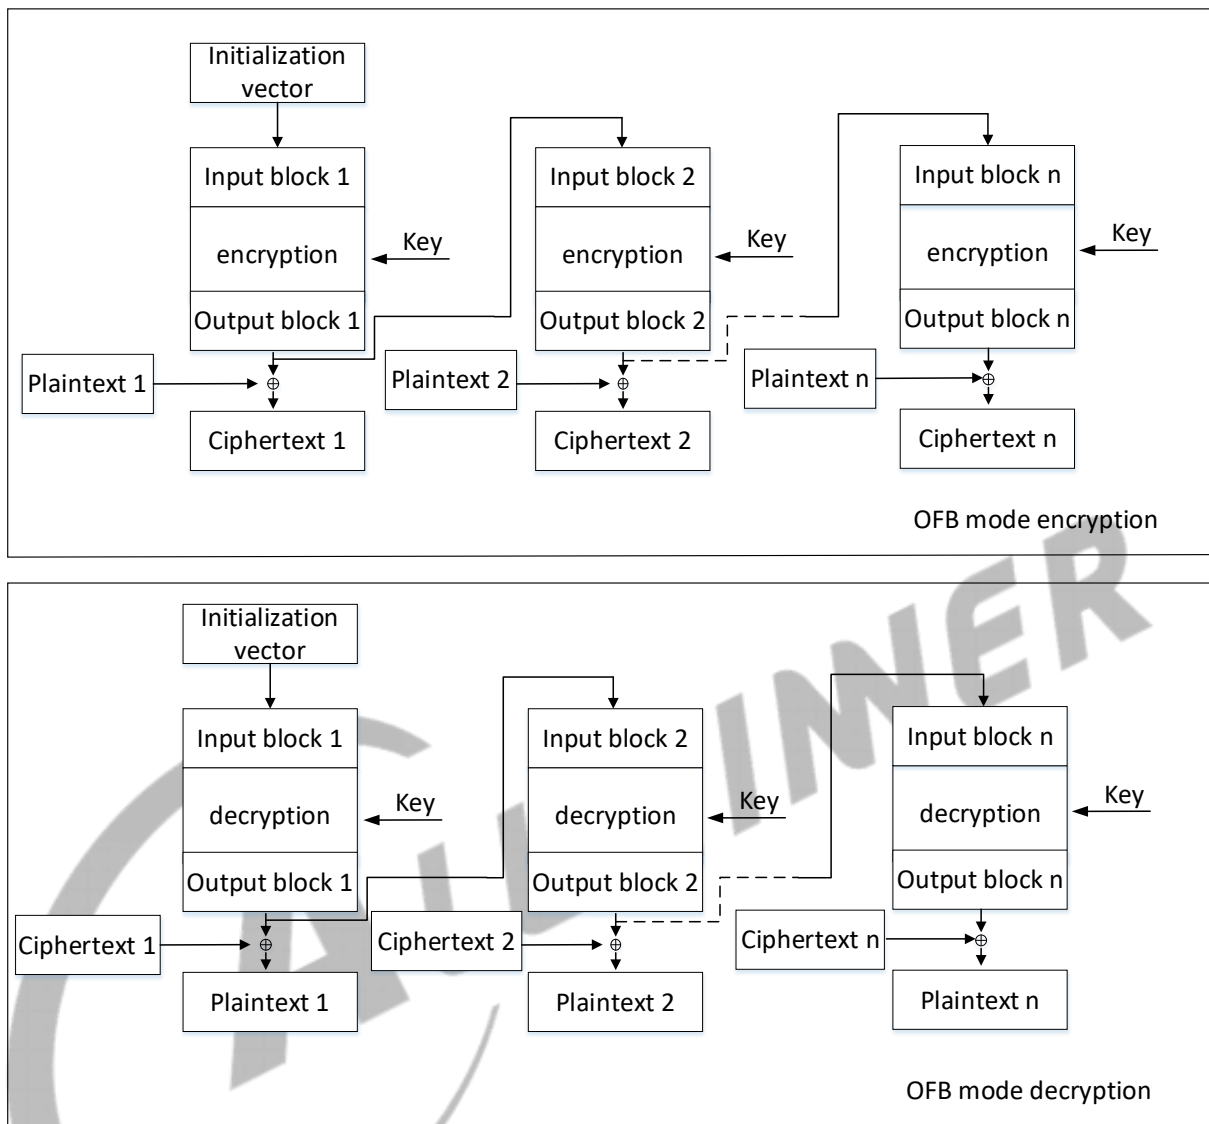 Initialization
vector
Input block 1
Input block 2
Input block n
encryption
Key
encryption
Key
encryption
Key
Output block 1
Output block 2
Output block n
Plaintext 1
⊕
Plaintext 2
⊕
Plaintext n
⊕
Ciphertext 1
Ciphertext 2
Ciphertext n
OFB mode encryption
Initialization
vector
Input block 1
Input block 2
Input block n
decryption
Key
decryption
Key
decryption
Key
Output block 1
Output block 2
Output block n
Ciphertext 1
⊕
Ciphertext 2
⊕
Ciphertext n
⊕
Plaintext 1
Plaintext 2
Plaintext n
OFB mode decryption